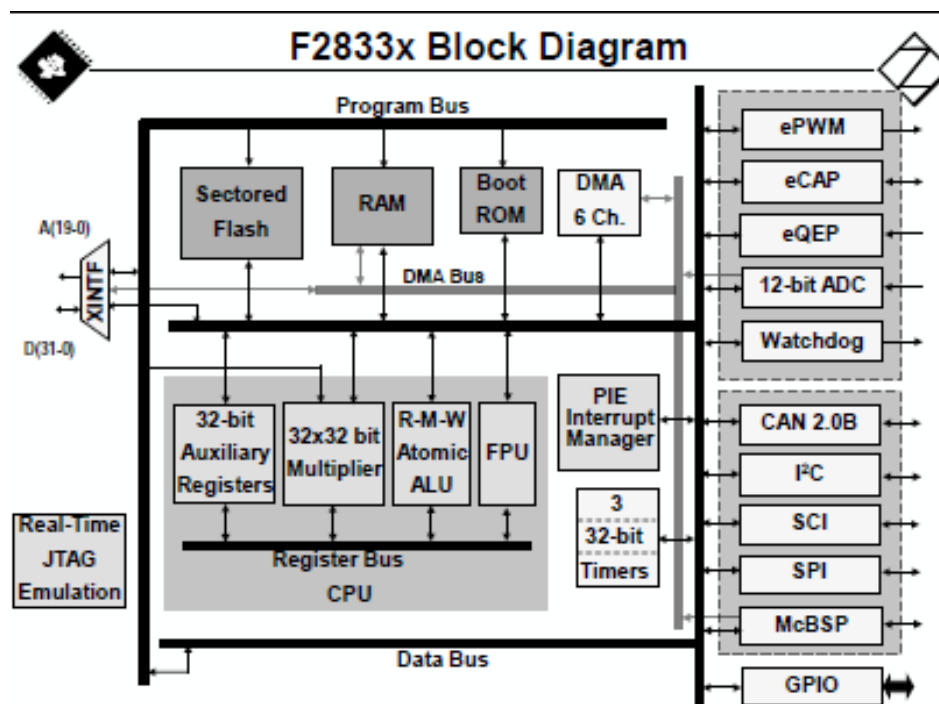 F2833x Block Diagram
Program Bus
Sectored
Flash
RAM
Boot
ROM
DMA
6 Ch.
A(19-0)
XINTF
D(31-0)
DMA Bus
ePWM
eCAP
eQEP
12-bit ADC
Watchdog
32-bit
Auxiliary
Registers
32x32 bit
Multiplier
R-M-W
Atomic
ALU
FPU
PIE
Interrupt
Manager
3
32-bit
Timers
CAN 2.0B
I²C
SCI
SPI
McBSP
GPIO
Real-Time
JTAG
Emulation
Register Bus
CPU
Data Bus